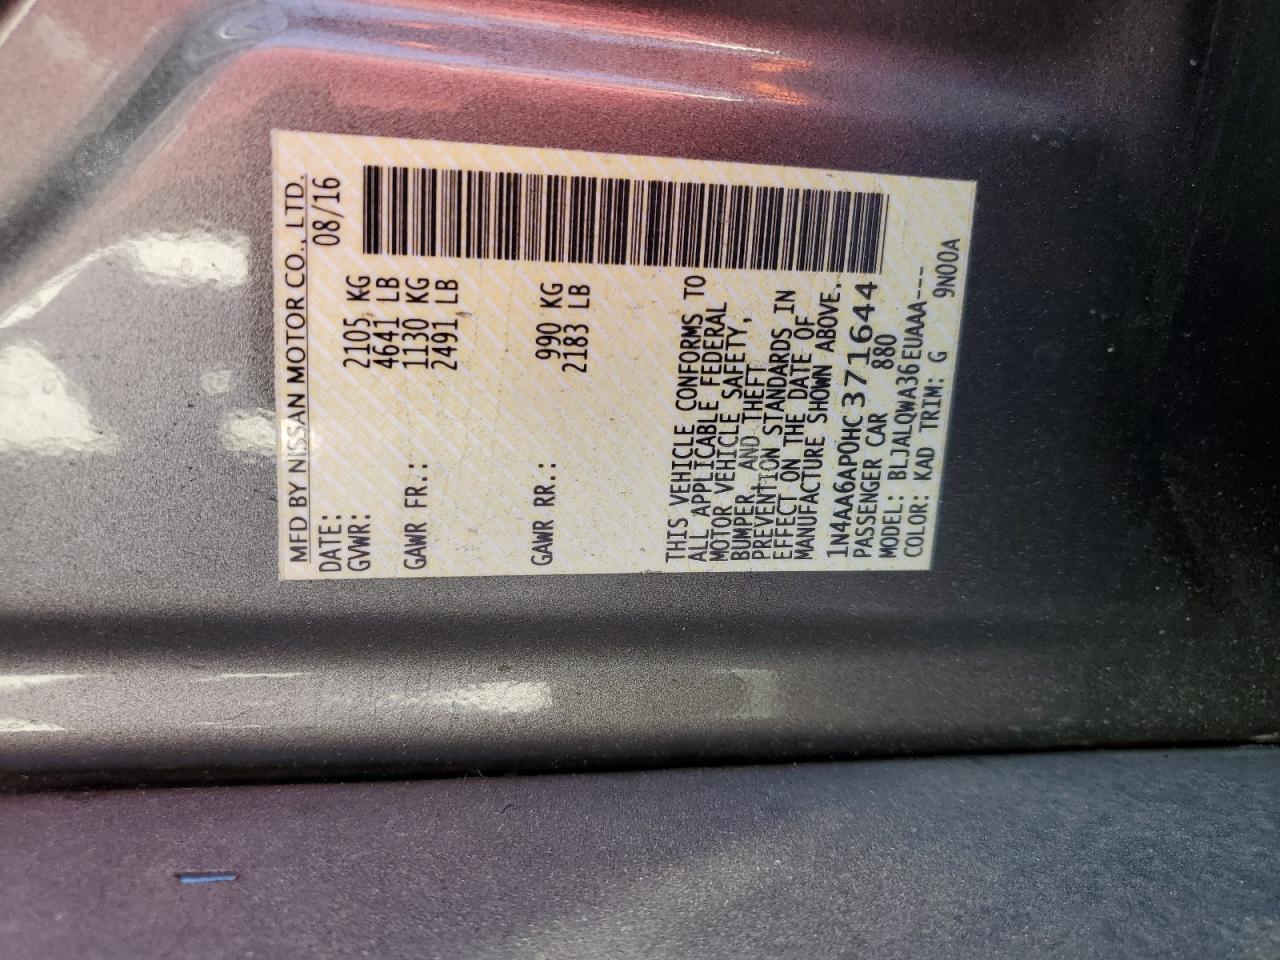 MFD BY NISSAN MOTOR CO., LTD.
DATE: 08/16
GVWR: 2105 KG
4641 LB
GAWR FR.: 1130 KG
2491 LB
GAWR RR.: 990 KG
2183 LB
THIS VEHICLE CONFORMS TO
ALL APPLICABLE FEDERAL
MOTOR VEHICLE SAFETY,
BUMPER, AND THEFT
PREVENTION STANDARDS IN
EFFECT ON THE DATE OF
MANUFACTURE SHOWN ABOVE.
1N4AA6AP0HC371644
PASSENGER CAR 880
MODEL: BLJALQWA36EUAAA---
COLOR: KAD TRIM: G 9N00A